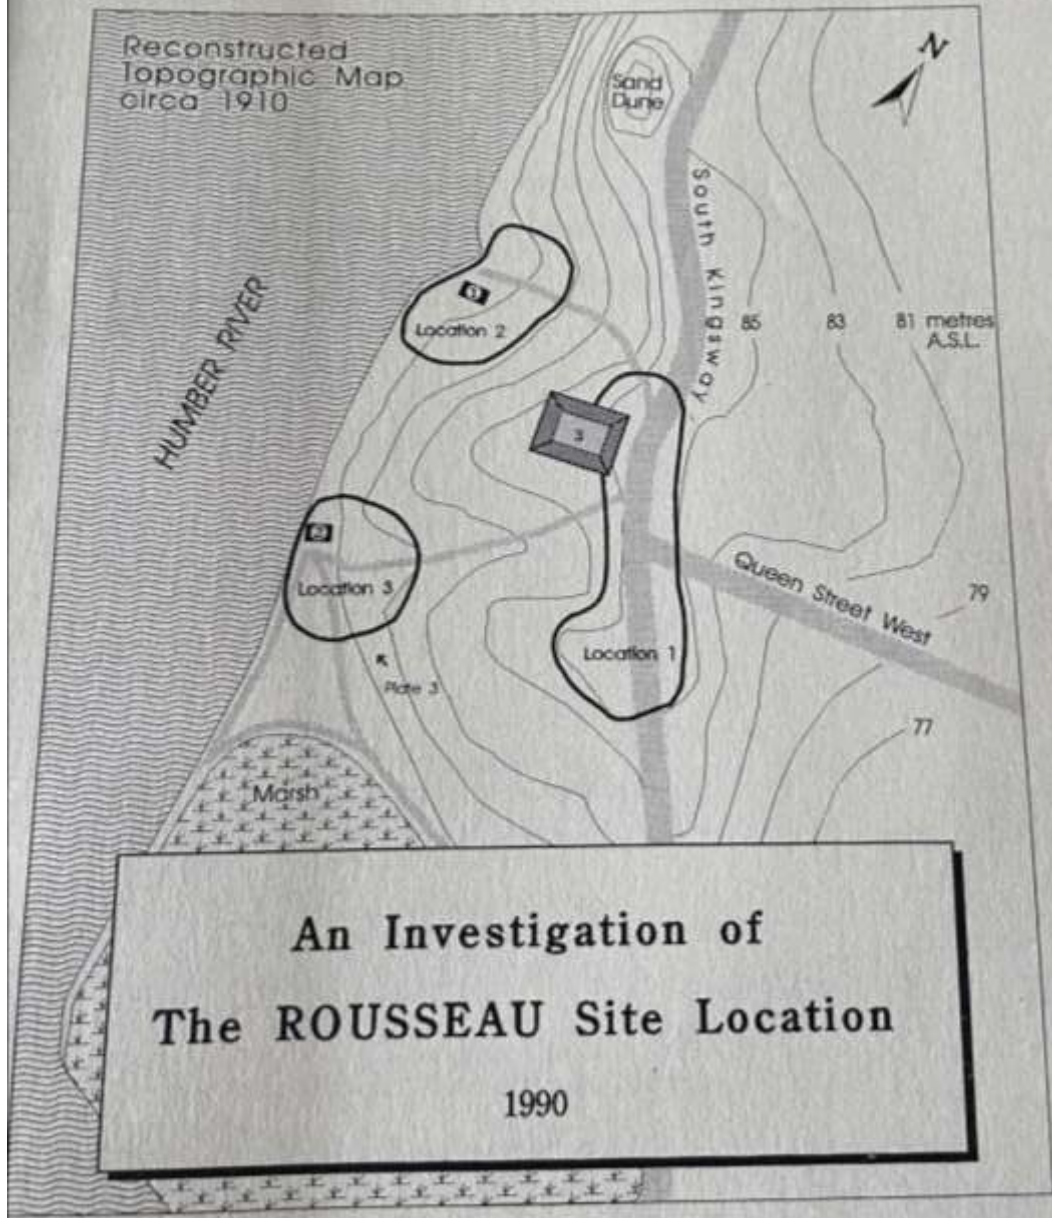 Reconstructed
Topographic Map
circa 1910
N
Sand
Dune
South Kingsway
HUMBER RIVER
1
Location 2
85
83
81 metres
A.S.L.
3
2
Location 3
Queen Street West
79
Location 1
Plate 3
77
Marsh
An Investigation of
The ROUSSEAU Site Location
1990